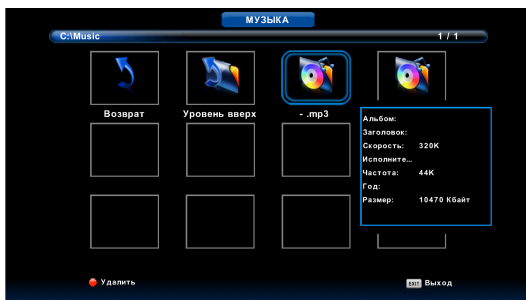 МУЗЫКА
C:\Music 1 / 1
Возврат Уровень вверх - .mp3
Альбом:
Заголовок:
Скорость: 320K
Исполните...
Частота: 44K
Год:
Размер: 10470 Кбайт
Удалить EXIT Выход